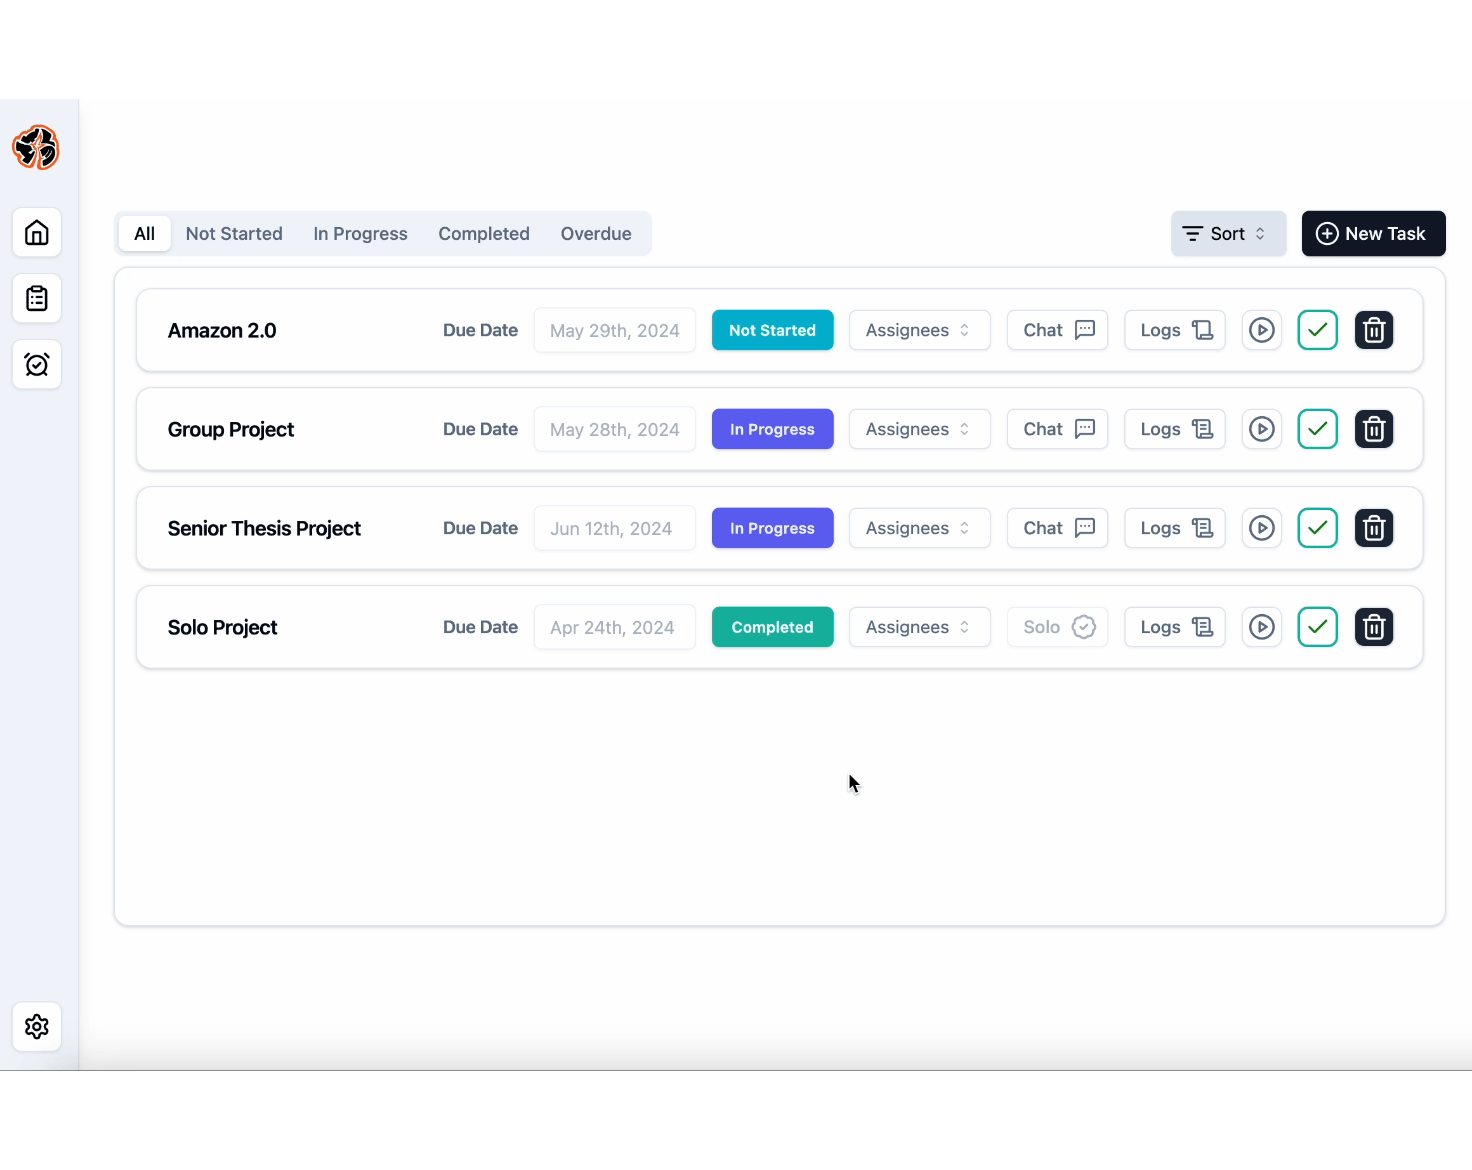 All Not Started In Progress Completed Overdue Sort New Task
Amazon 2.0 Due Date May 29th, 2024 Not Started Assignees Chat Logs
Group Project Due Date May 28th, 2024 In Progress Assignees Chat Logs
Senior Thesis Project Due Date Jun 12th, 2024 In Progress Assignees Chat Logs
Solo Project Due Date Apr 24th, 2024 Completed Assignees Solo Logs